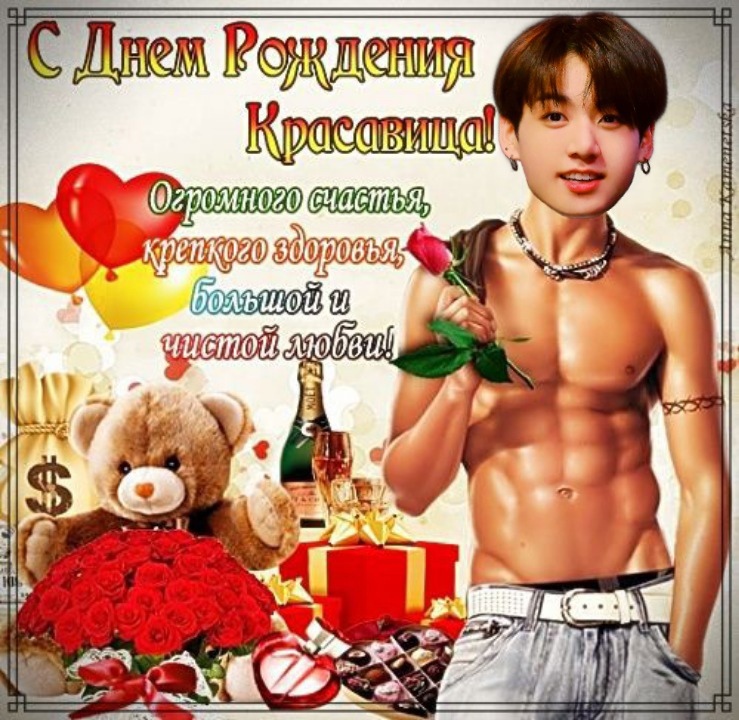 С Днем Рождения
Красавица!
Огромного счастья,
крепкого здоровья,
большой и
чистой любви!
$